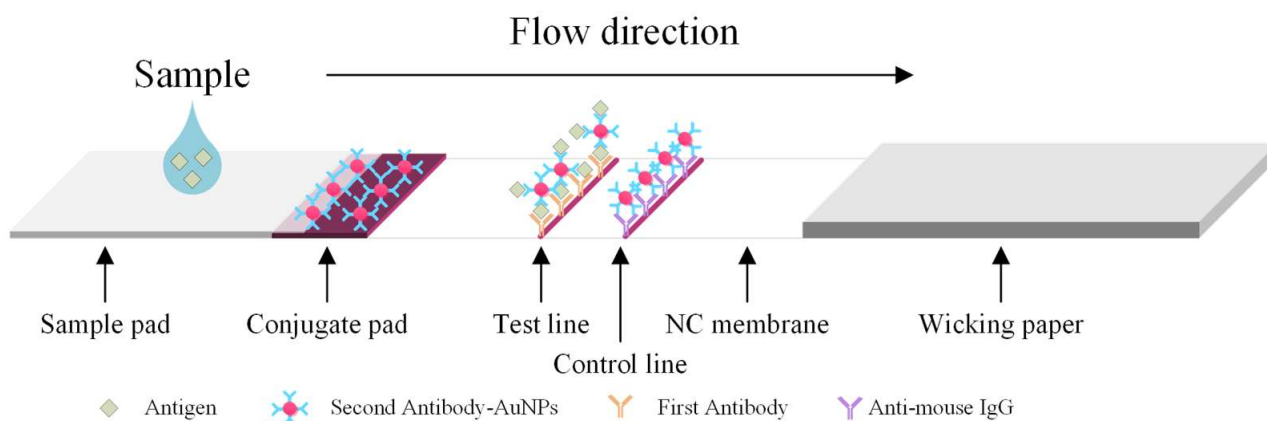 Flow direction
Sample
Sample pad
Conjugate pad
Test line
NC membrane
Wicking paper
Control line
Antigen
Second Antibody-AuNPs
First Antibody
Anti-mouse IgG